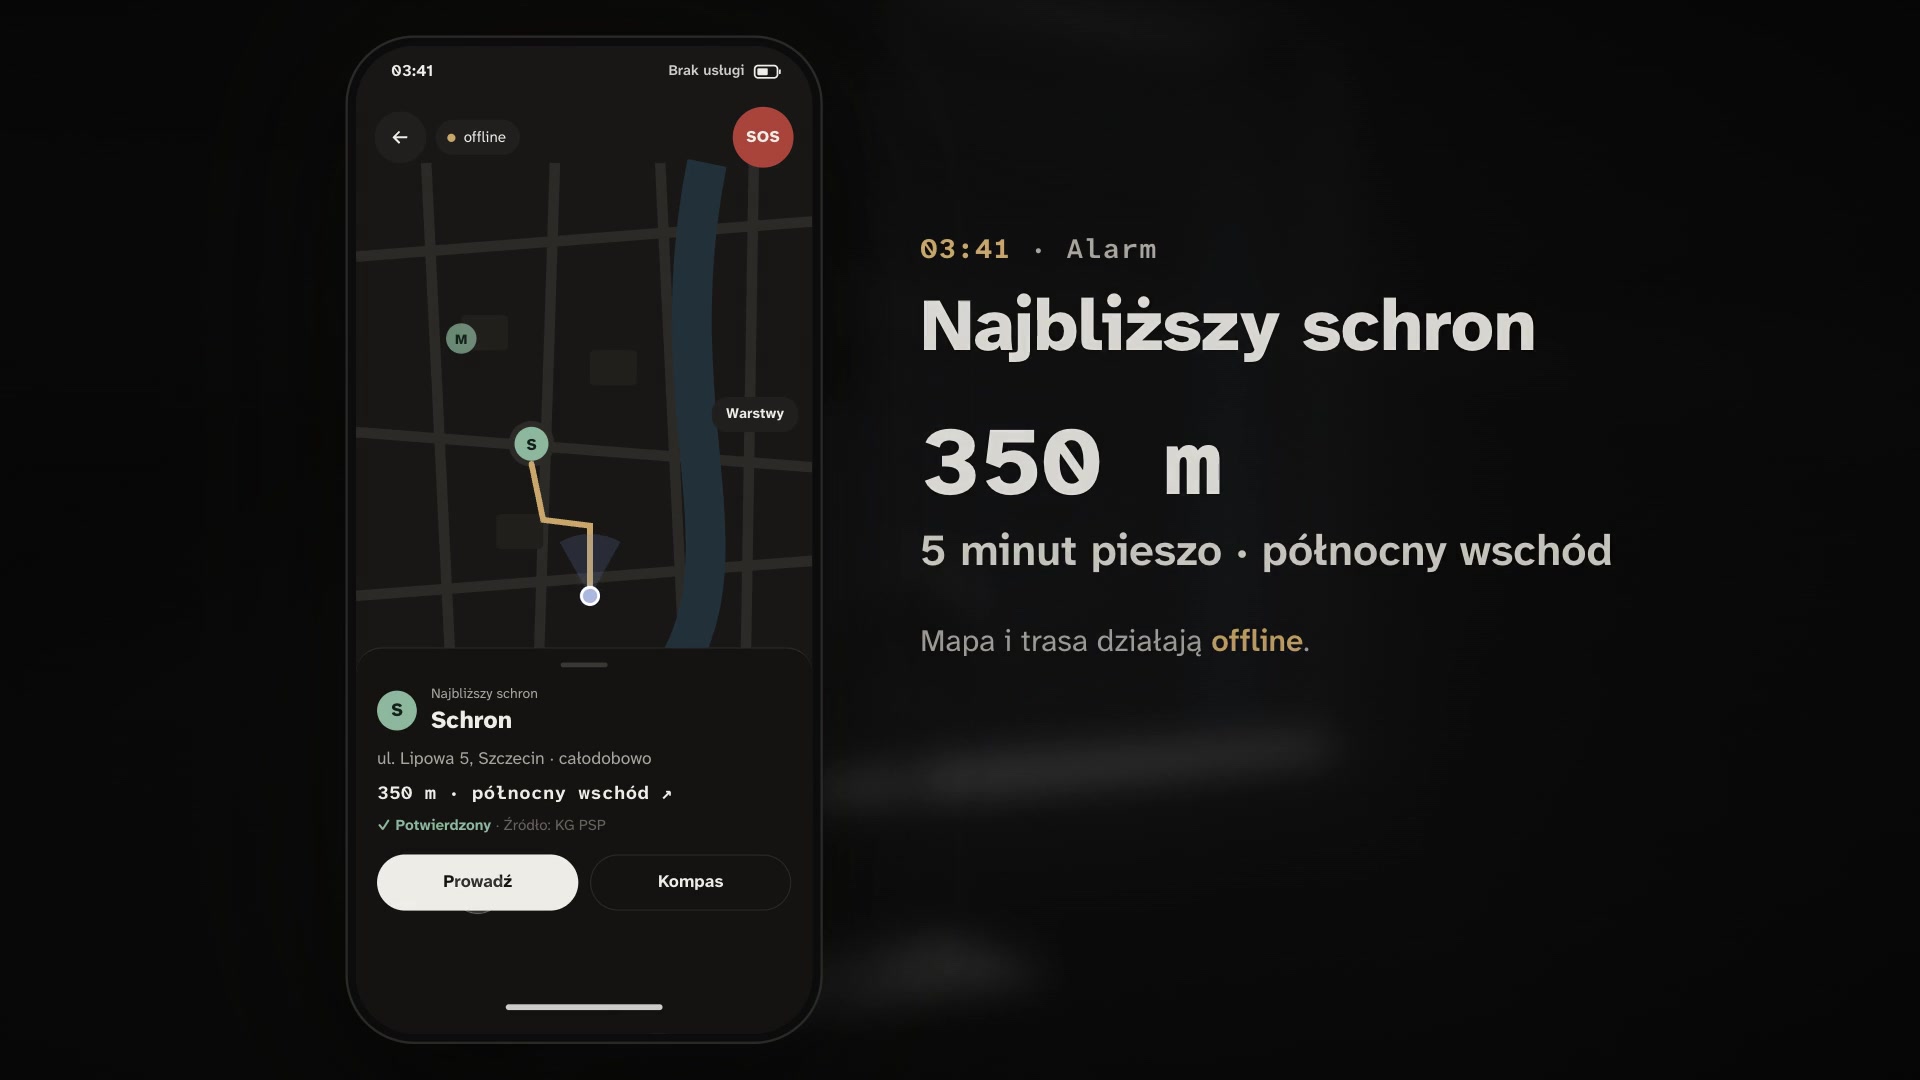 03:41
Brak usługi
offline
SOS
M
S
Warstwy
S
Najbliższy schron
Schron
ul. Lipowa 5, Szczecin · całodobowo
350 m · północny wschód ↗
✓ Potwierdzony · Źródło: KG PSP
Prowadź
Kompas
03:41 · Alarm
Najbliższy schron
350 m
5 minut pieszo · północny wschód
Mapa i trasa działają offline.